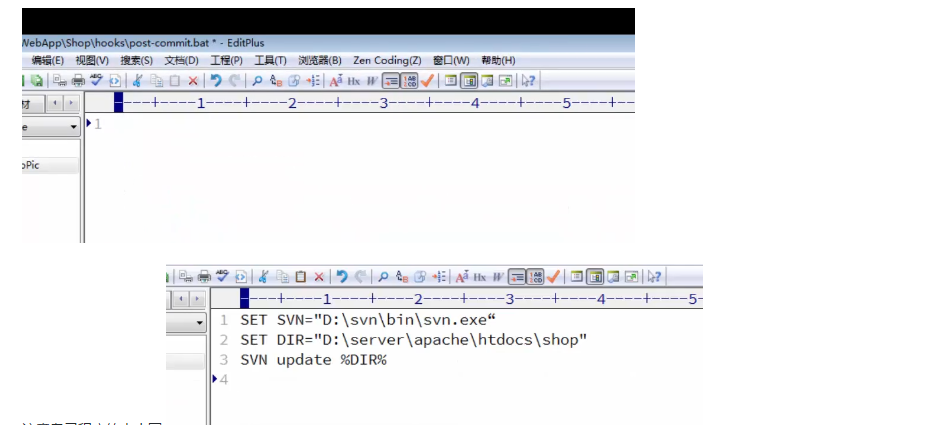 WebApp\Shop\hooks\post-commit.bat * - EditPlus
编辑(E) 视图(V) 搜索(S) 文档(D) 工程(P) 工具(T) 浏览器(B) Zen Coding(Z) 窗口(W) 帮助(H)
----+----1----+----2----+----3----+----4----+----5----+--
1
oPic
----+----1----+----2----+----3----+----4----+----5-
1 SET SVN="D:\svn\bin\svn.exe“
2 SET DIR="D:\server\apache\htdocs\shop"
3 SVN update %DIR%
4